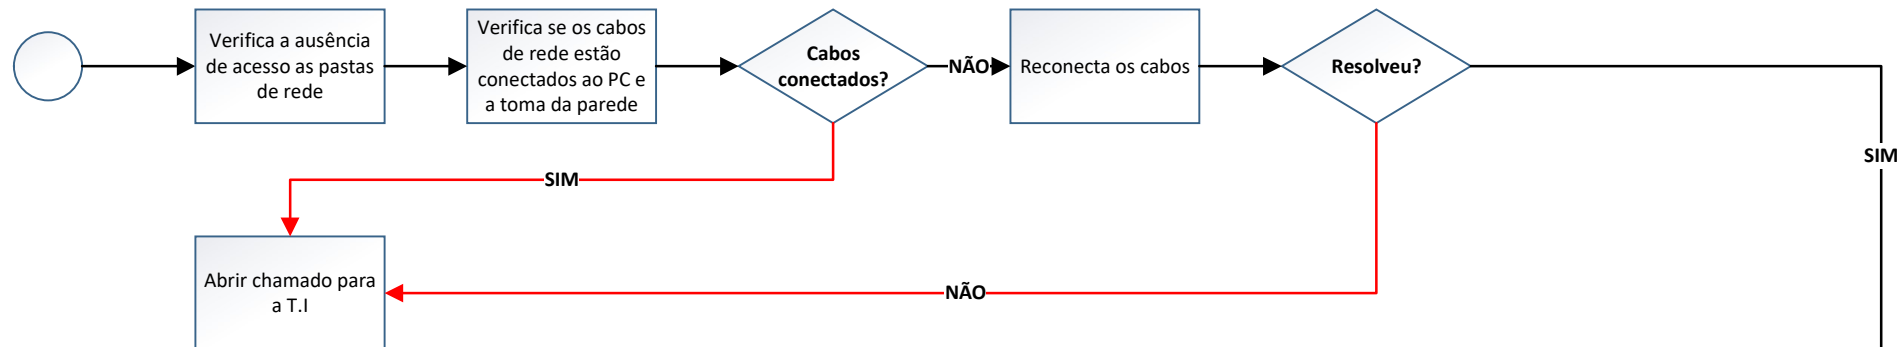 Verifica a ausência
de acesso as pastas
de rede
Verifica se os cabos
de rede estão
conectados ao PC e
a toma da parede
Cabos
conectados?
NÃO
Reconecta os cabos
Resolveu?
SIM
SIM
Abrir chamado para
a T.I
NÃO